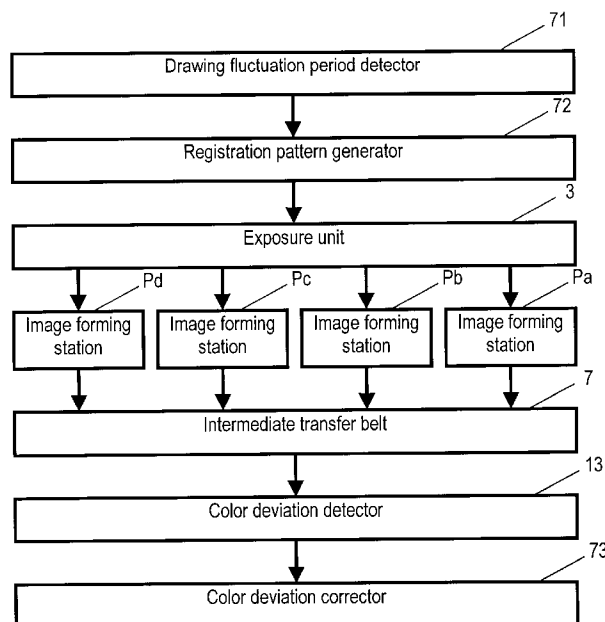 71
Drawing fluctuation period detector
72
Registration pattern generator
3
Exposure unit
Pd
Pc
Pb
Pa
Image forming
station
Image forming
station
Image forming
station
Image forming
station
7
Intermediate transfer belt
13
Color deviation detector
73
Color deviation corrector